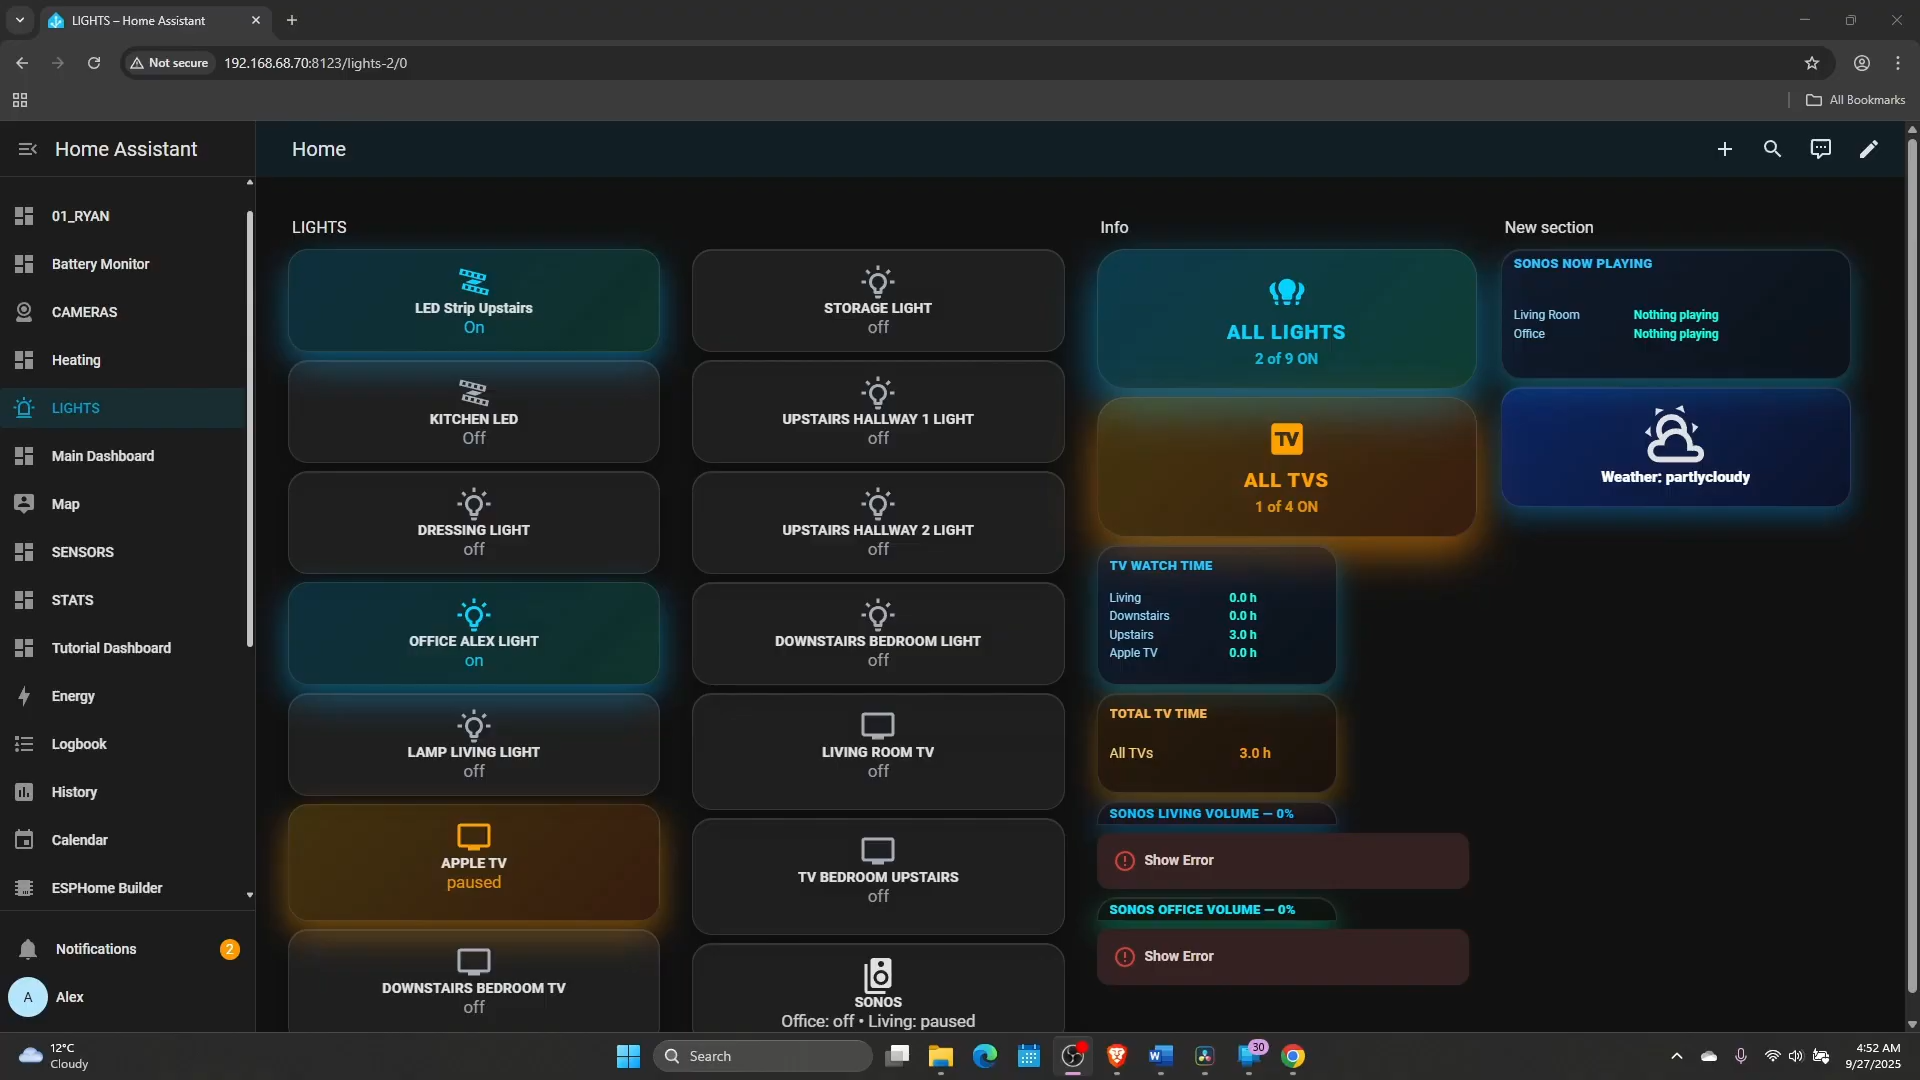 LIGHTS – Home Assistant
Not secure
192.168.68.70:8123/lights-2/0
All Bookmarks
Home Assistant
Home
01_RYAN
Battery Monitor
CAMERAS
Heating
LIGHTS
Main Dashboard
Map
SENSORS
STATS
Tutorial Dashboard
Energy
Logbook
History
Calendar
ESPHome Builder
Notifications
2
A
Alex
LIGHTS
LED Strip Upstairs
On
KITCHEN LED
Off
DRESSING LIGHT
off
OFFICE ALEX LIGHT
on
LAMP LIVING LIGHT
off
APPLE TV
paused
DOWNSTAIRS BEDROOM TV
off
STORAGE LIGHT
off
UPSTAIRS HALLWAY 1 LIGHT
off
UPSTAIRS HALLWAY 2 LIGHT
off
DOWNSTAIRS BEDROOM LIGHT
off
LIVING ROOM TV
off
TV BEDROOM UPSTAIRS
off
SONOS
Office: off • Living: paused
Info
ALL LIGHTS
2 of 9 ON
TV
ALL TVS
1 of 4 ON
TV WATCH TIME
Living 0.0 h
Downstairs 0.0 h
Upstairs 3.0 h
Apple TV 0.0 h
TOTAL TV TIME
All TVs 3.0 h
SONOS LIVING VOLUME — 0%
Show Error
SONOS OFFICE VOLUME — 0%
Show Error
New section
SONOS NOW PLAYING
Living Room Nothing playing
Office Nothing playing
Weather: partlycloudy
12°C
Cloudy
Search
W
30
4:52 AM
9/27/2025